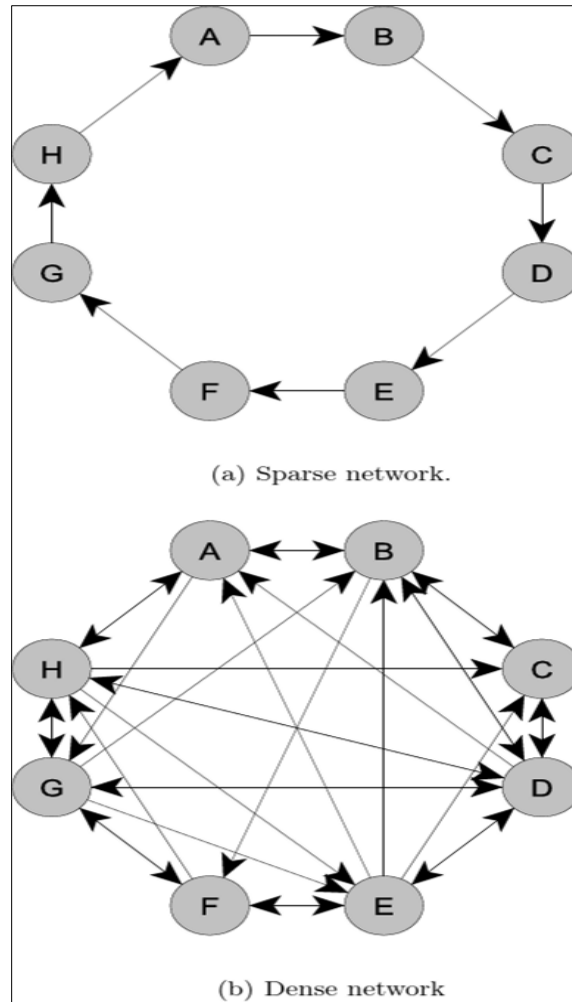 A B
H C
G D
F E
(a) Sparse network.
A B
H C
G D
F E
(b) Dense network